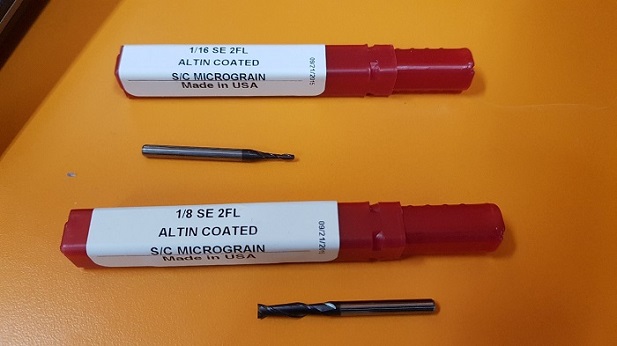 1/16 SE 2FL
ALTIN COATED
S/C MICROGRAIN
Made in USA
1/8 SE 2FL
ALTIN COATED
S/C MICROGRAIN
Made in USA